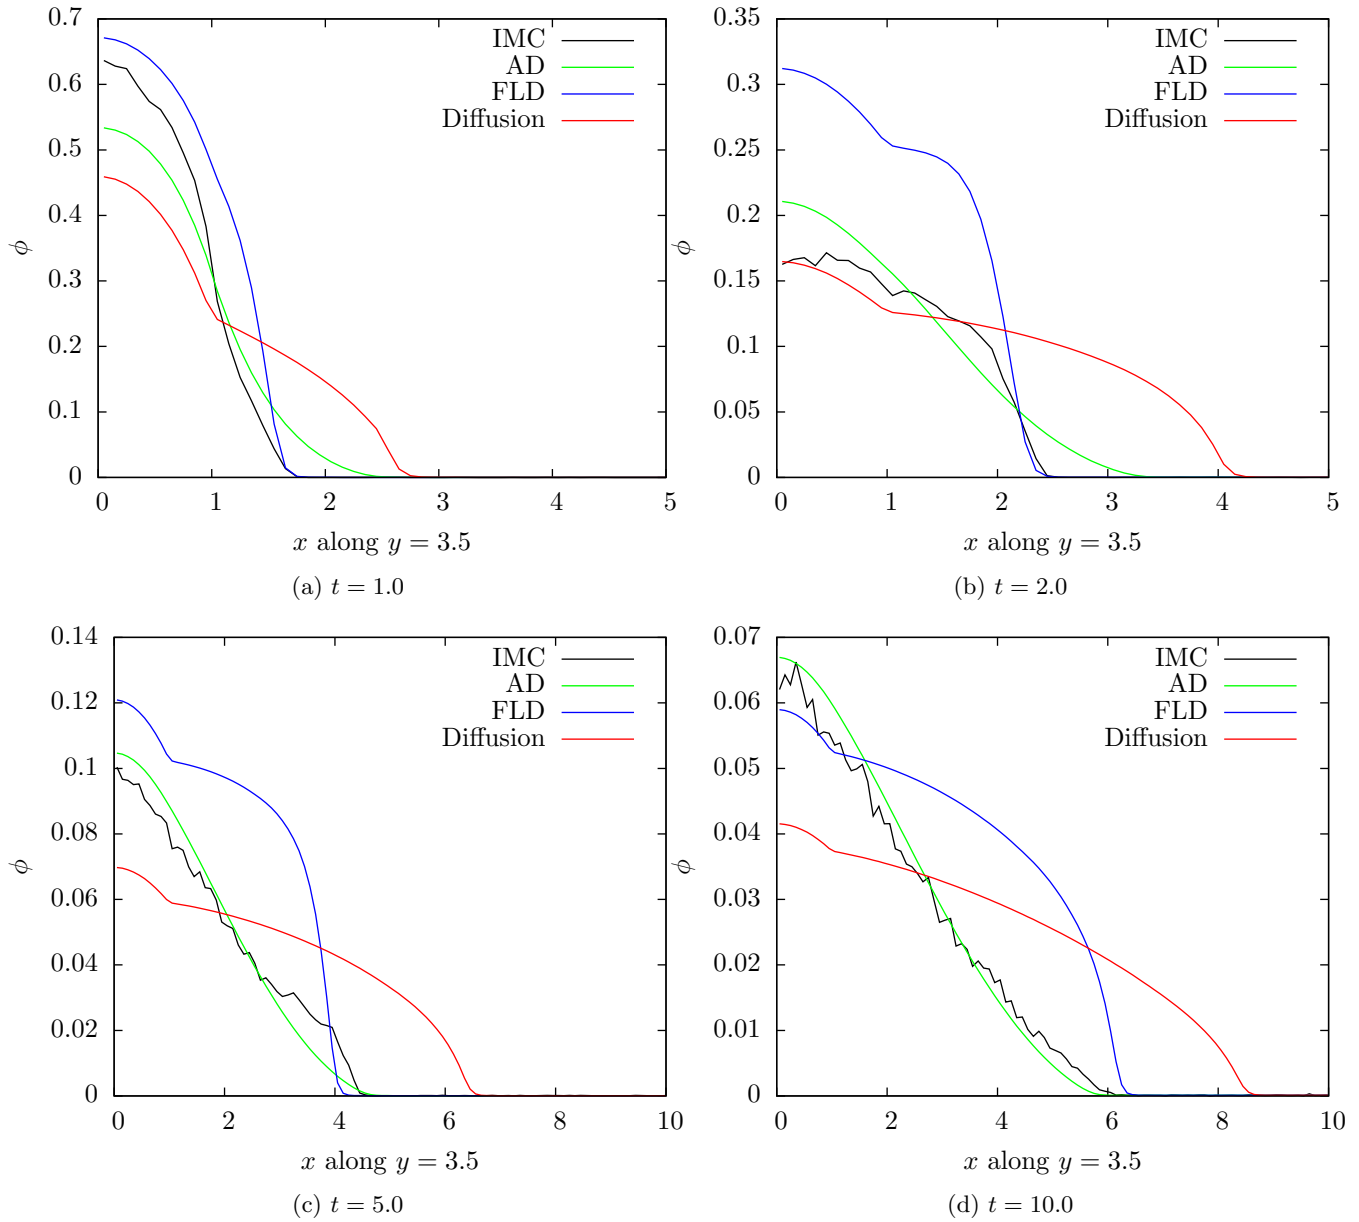 0.7
0.6
0.5
0.4
0.3
0.2
0.1
0
ϕ
IMC
AD
FLD
Diffusion
0 1 2 3 4 5
x along y = 3.5
(a) t = 1.0
0.35
0.3
0.25
0.2
0.15
0.1
0.05
0
ϕ
IMC
AD
FLD
Diffusion
0 1 2 3 4 5
x along y = 3.5
(b) t = 2.0
0.14
0.12
0.1
0.08
0.06
0.04
0.02
0
ϕ
IMC
AD
FLD
Diffusion
0 2 4 6 8 10
x along y = 3.5
(c) t = 5.0
0.07
0.06
0.05
0.04
0.03
0.02
0.01
0
ϕ
IMC
AD
FLD
Diffusion
0 2 4 6 8 10
x along y = 3.5
(d) t = 10.0